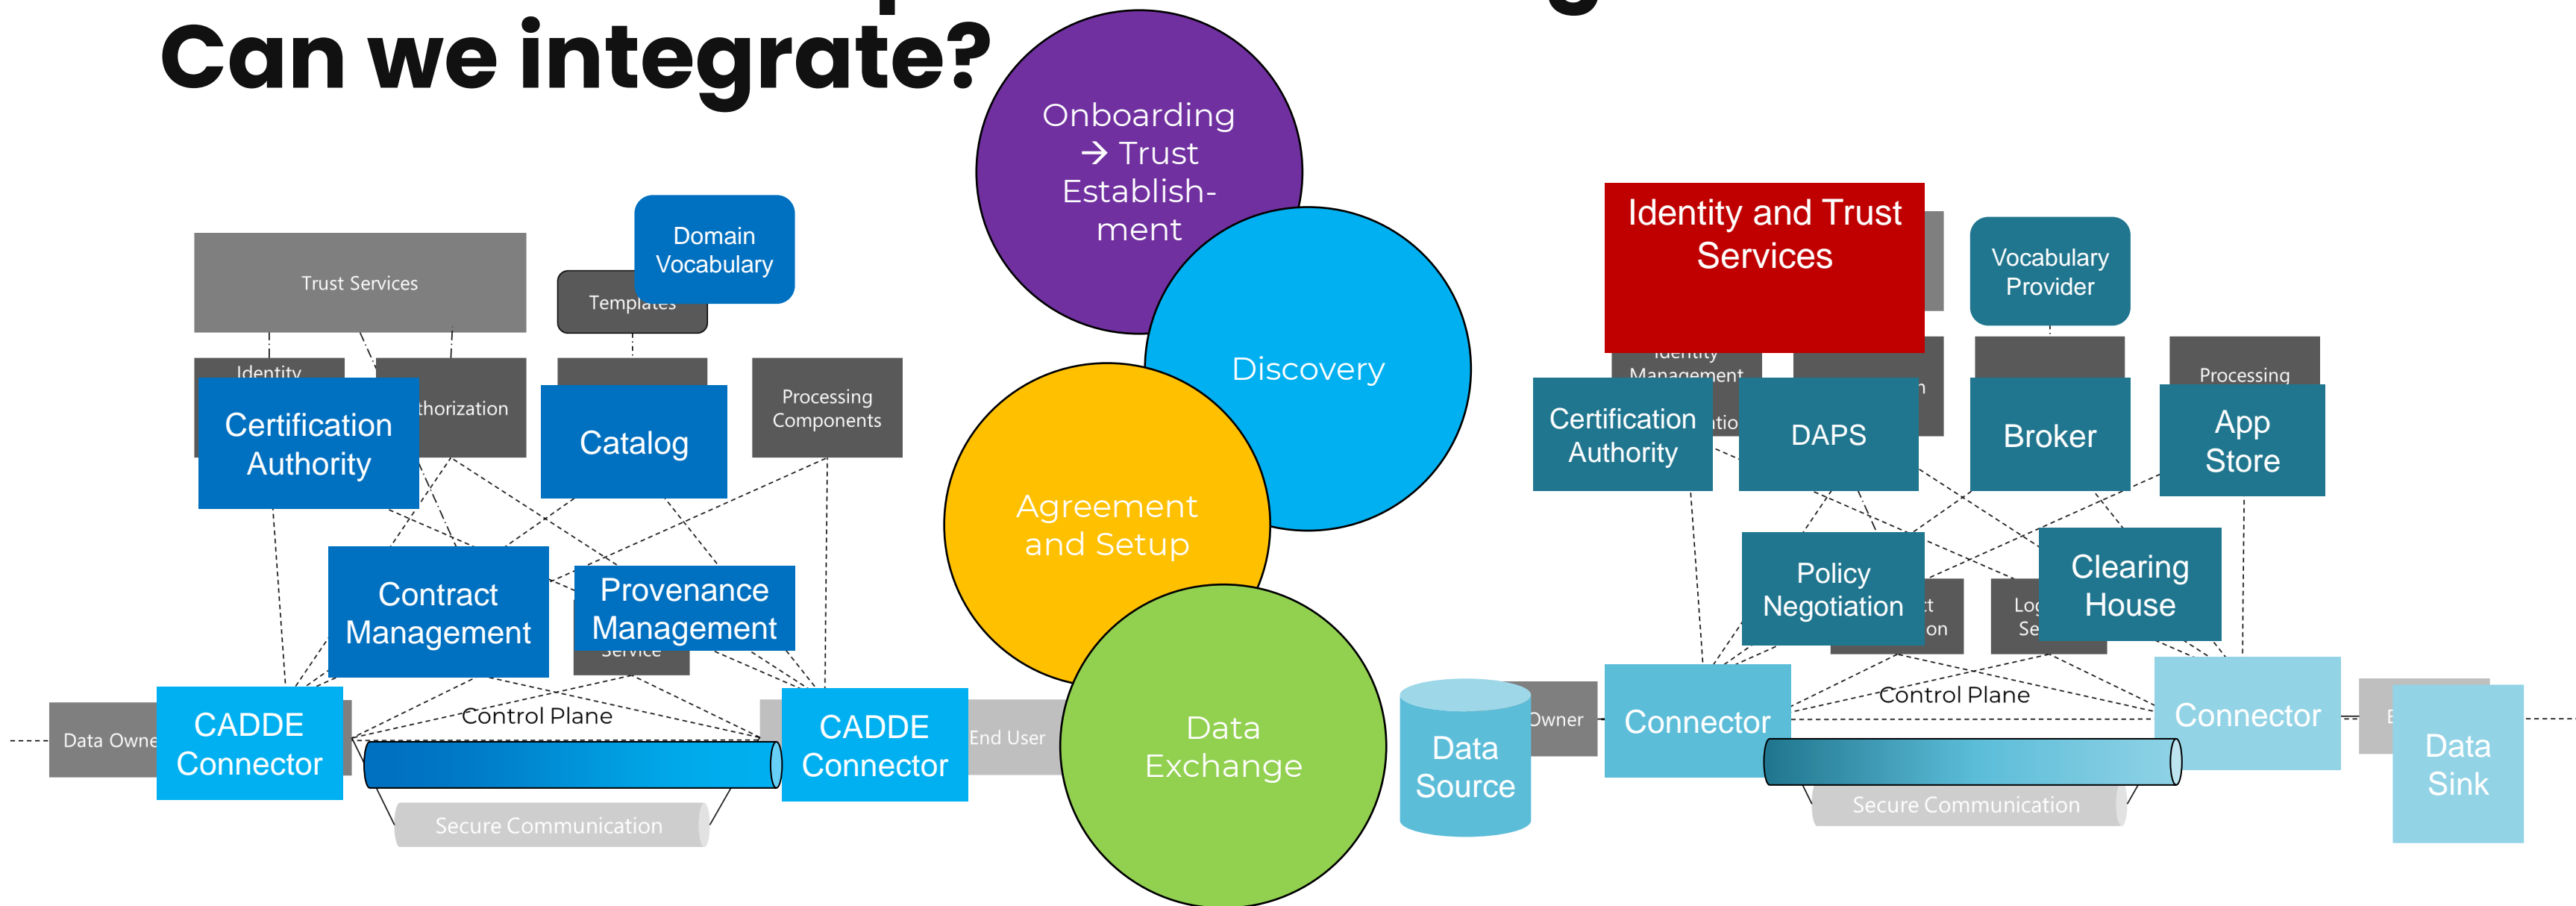 Can we integrate?
Onboarding
→ Trust
Establish-
ment
Discovery
Agreement
and Setup
Data
Exchange
Trust Services
Domain
Vocabulary
Templates
Identity
Certification
Authority
Catalog
Processing
Components
Contract
Management
Provenance
Management
Service
Data
CADDE
Connector
Control Plane
CADDE
Connector
End User
Secure Communication
Identity and Trust
Services
Vocabulary
Provider
Identity
Management
Processing
Certification
Authority
DAPS
Broker
App
Store
Policy
Negotiation
Clearing
House
Data
Source
Owner
Connector
Control Plane
Connector
Data
Sink
Secure Communication